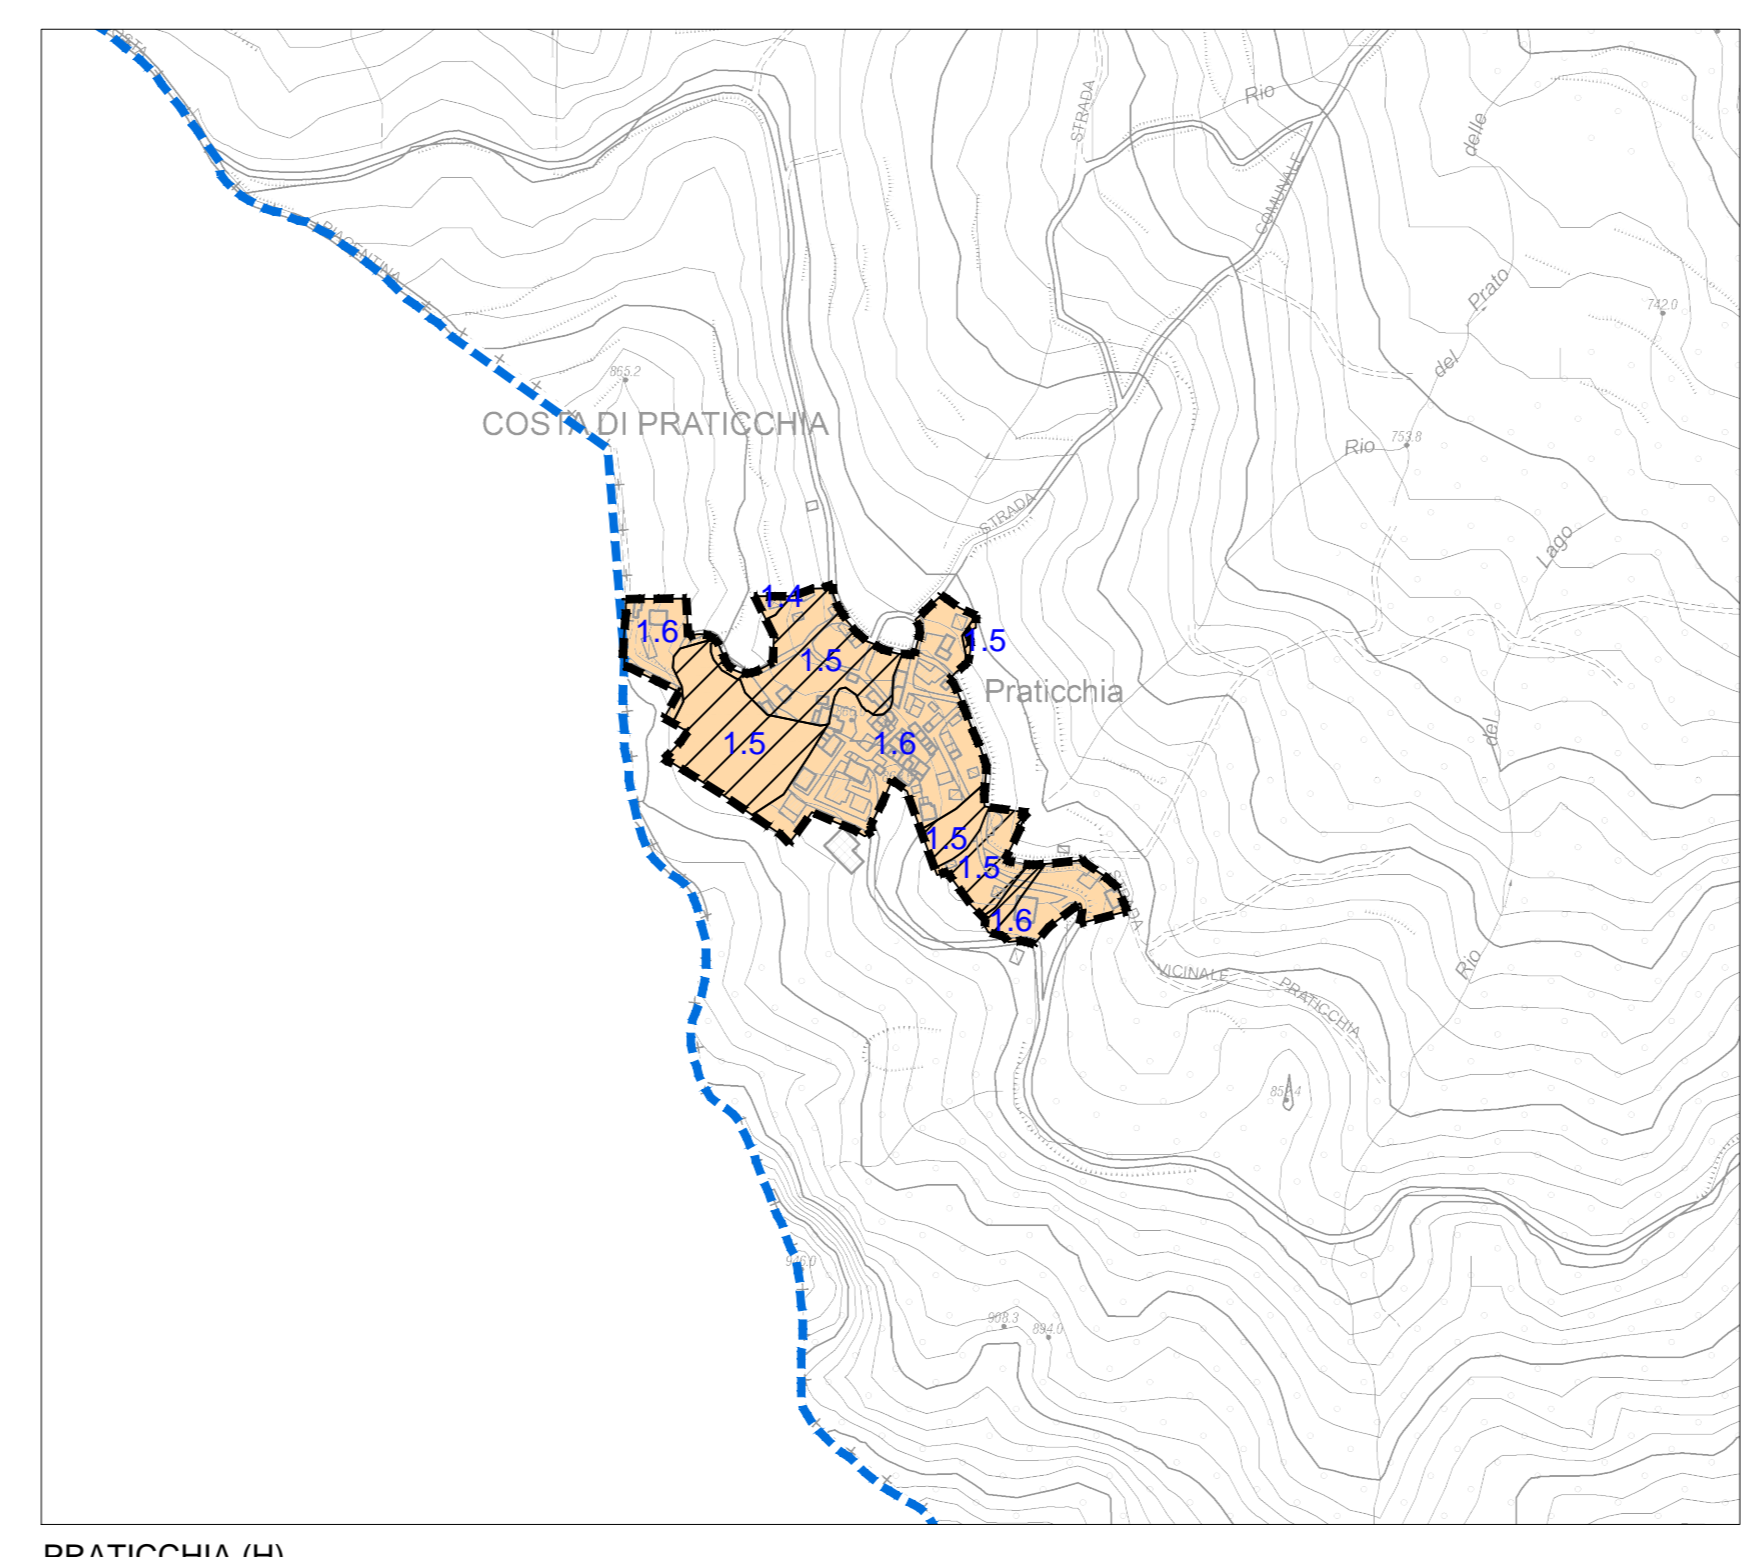 COSTA
STRADA
Rio
delle
COMUNALE
PIACENTINA
Prato
742.0
del
865.2
COSTA DI PRATICCHIA
753.8
Rio
STRADA
Lago
1.4
1.6
1.5
1.5
Praticchia
1.5
1.6
del
1.5
1.5
1.6
VICINALE
Rio
PRATICCHIA
908.3
894.0
PRATICCHIA (H)